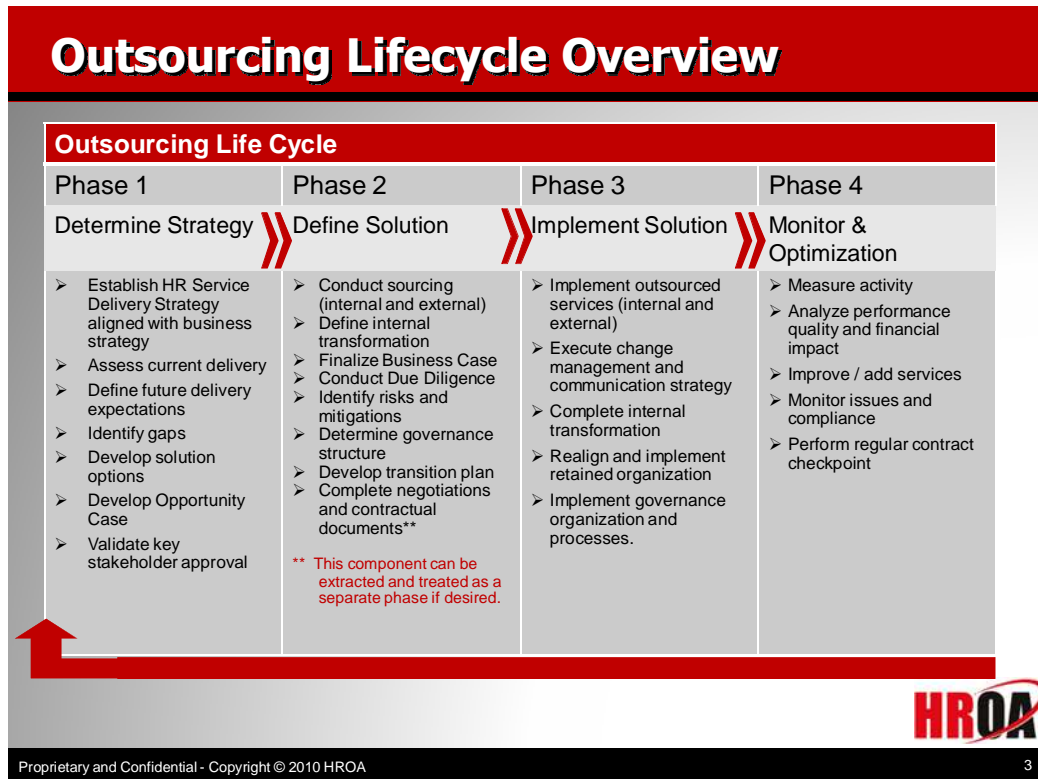 Outsourcing Lifecycle Overview
Outsourcing Life Cycle
Phase 1
Determine Strategy
➢ Establish HR Service
Delivery Strategy
aligned with business
strategy
➢ Assess current delivery
➢ Define future delivery
expectations
➢ Identify gaps
➢ Develop solution
options
➢ Develop Opportunity
Case
➢ Validate key
stakeholder approval
Phase 2
Define Solution
➢ Conduct sourcing
(internal and external)
➢ Define internal
transformation
➢ Finalize Business Case
➢ Conduct Due Diligence
➢ Identify risks and
mitigations
➢ Determine governance
structure
➢ Develop transition plan
➢ Complete negotiations
and contractual
documents**
** This component can be
extracted and treated as a
separate phase if desired.
Phase 3
Implement Solution
➢ Implement outsourced
services (internal and
external)
➢ Execute change
management and
communication strategy
➢ Complete internal
transformation
➢ Realign and implement
retained organization
➢ Implement governance
organization and
processes.
Phase 4
Monitor &
Optimization
➢ Measure activity
➢ Analyze performance
quality and financial
impact
➢ Improve / add services
➢ Monitor issues and
compliance
➢ Perform regular contract
checkpoint
HROA
Proprietary and Confidential - Copyright © 2010 HROA
3